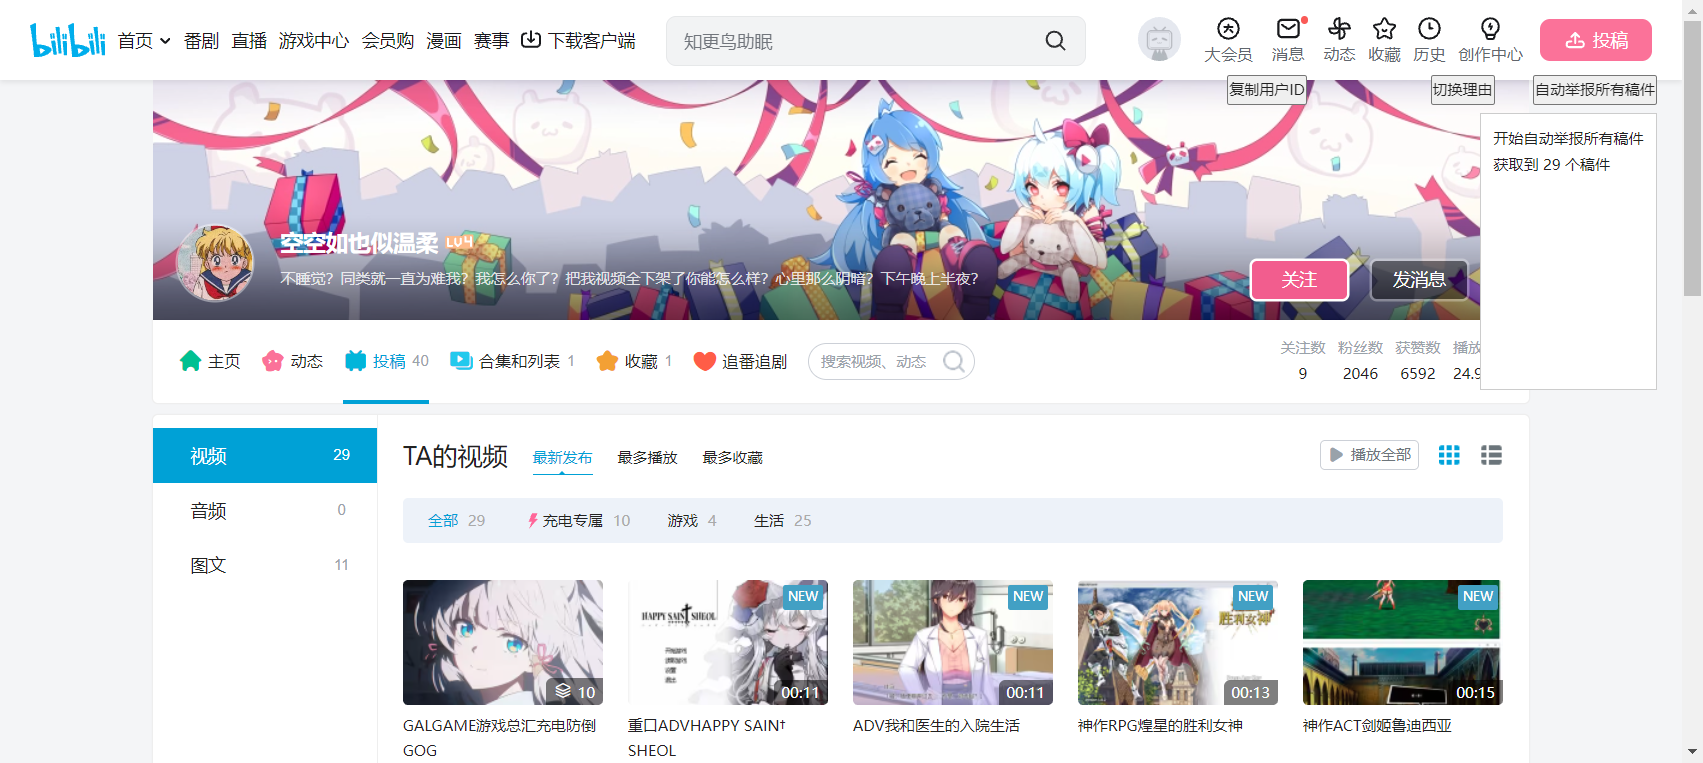 bilibili 首页 番剧 直播 游戏中心 会员购 漫画 赛事 下载客户端 知更鸟助眠 大会员 消息 动态 收藏 历史 创作中心 投稿
复制用户ID 切换理由 自动举报所有稿件
开始自动举报所有稿件
获取到 29 个稿件
空空如也似温柔 LV4
不睡觉？同类就一直为难我？我怎么你了？把我视频全下架了你能怎么样？心里那么阴暗？下午晚上半夜？
关注 发消息
主页 动态 投稿 40 合集和列表 1 收藏 1 追番追剧 搜索视频、动态
关注数 粉丝数 获赞数 播放
9 2046 6592 24.9
视频 29
音频 0
图文 11
TA的视频 最新发布 最多播放 最多收藏 播放全部
全部 29 充电专属 10 游戏 4 生活 25
NEW NEW NEW NEW
HAPPY SAINT SHEOL
胜利女神
10 00:11 00:11 00:13 00:15
GALGAME游戏总汇充电防倒GOG
重口ADVHAPPY SAIN† SHEOL
ADV我和医生的入院生活
神作RPG煌星的胜利女神
神作ACT剑姬鲁迪西亚